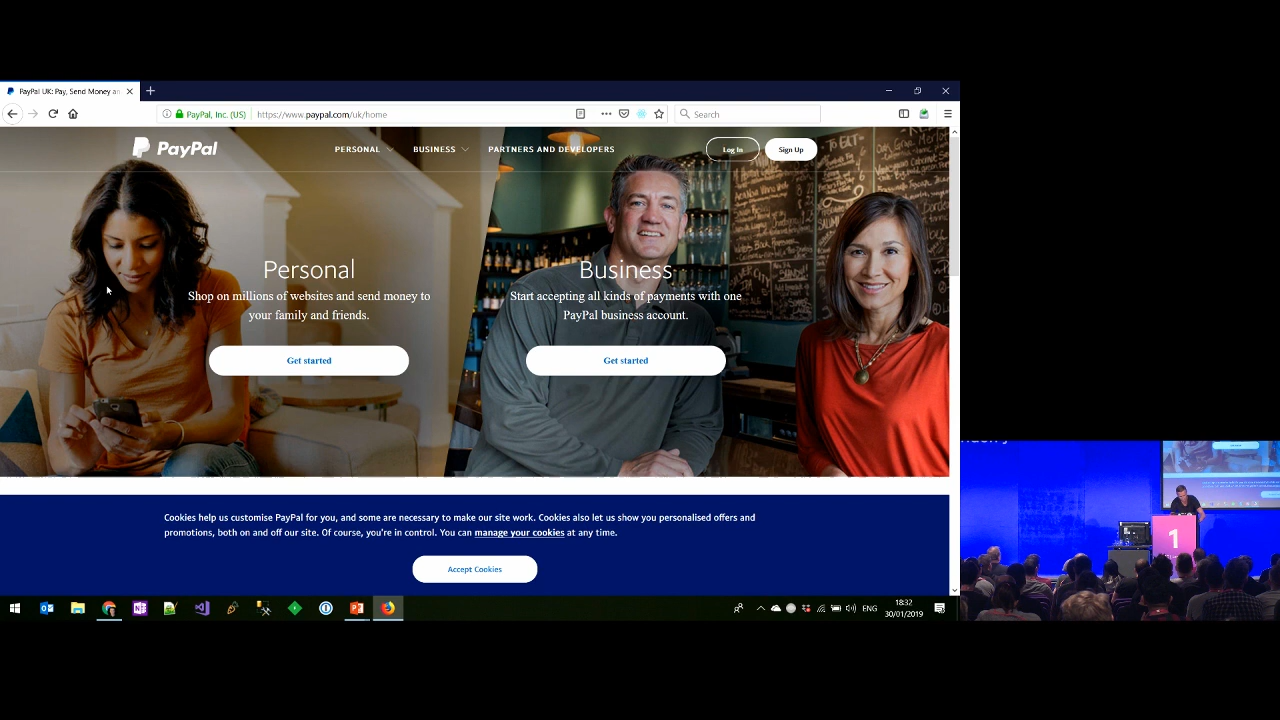 PayPal UK: Pay, Send Money an
PayPal, Inc. (US)
https://www.paypal.com/uk/home
Search
PayPal
PERSONAL
BUSINESS
PARTNERS AND DEVELOPERS
Log In
Sign Up
Personal
Shop on millions of websites and send money to
your family and friends.
Get started
Business
Start accepting all kinds of payments with one
PayPal business account.
Get started
Cookies help us customise PayPal for you, and some are necessary to make our site work. Cookies also let us show you personalised offers and
promotions, both on and off our site. Of course, you're in control. You can manage your cookies at any time.
Accept Cookies
ENG
18:32
30/01/2019
1